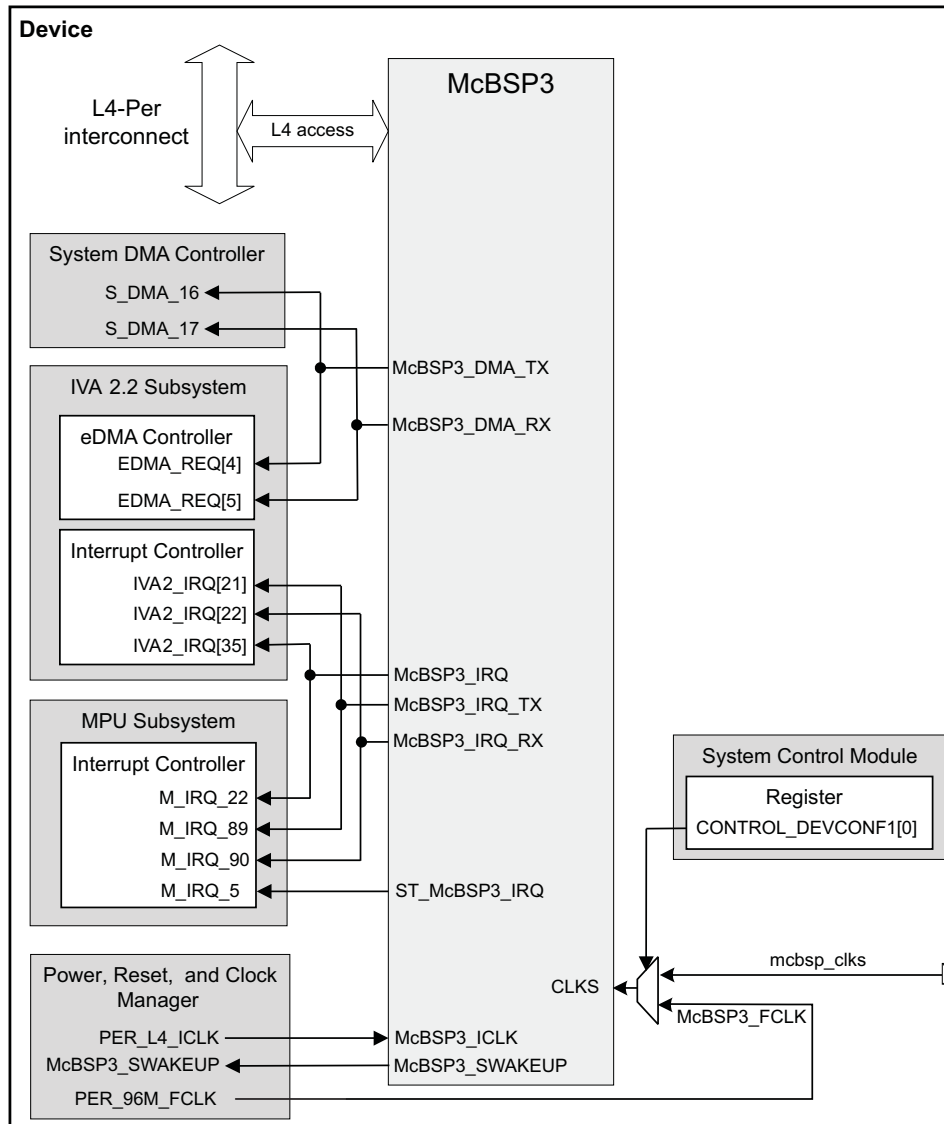 Device
McBSP3
L4-Per
interconnect
L4 access
System DMA Controller
S_DMA_16
S_DMA_17
McBSP3_DMA_TX
IVA 2.2 Subsystem
McBSP3_DMA_RX
eDMA Controller
EDMA_REQ[4]
EDMA_REQ[5]
Interrupt Controller
IVA2_IRQ[21]
IVA2_IRQ[22]
IVA2_IRQ[35]
McBSP3_IRQ
McBSP3_IRQ_TX
McBSP3_IRQ_RX
MPU Subsystem
Interrupt Controller
M_IRQ_22
M_IRQ_89
M_IRQ_90
M_IRQ_5
ST_McBSP3_IRQ
System Control Module
Register
CONTROL_DEVCONF1[0]
mcbsp_clks
CLKS
McBSP3_FCLK
Power, Reset, and Clock
Manager
PER_L4_ICLK
McBSP3_ICLK
McBSP3_SWAKEUP
McBSP3_SWAKEUP
PER_96M_FCLK